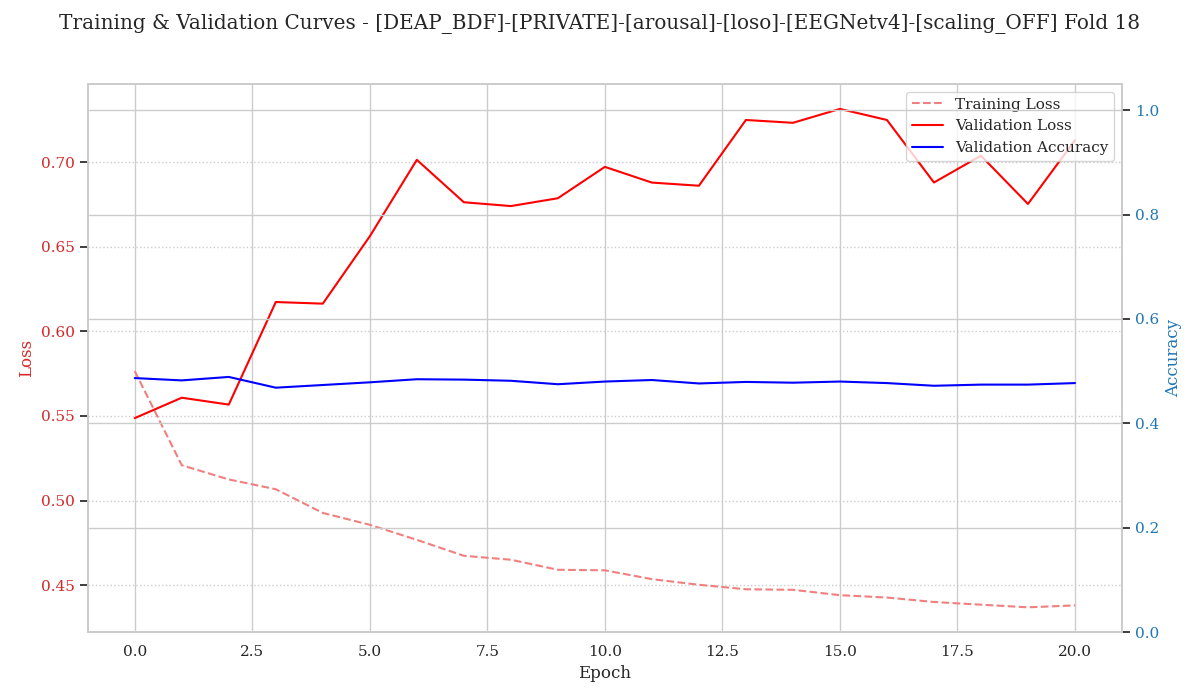 Training & Validation Curves - [DEAP_BDF]-[PRIVATE]-[arousal]-[loso]-[EEGNetv4]-[scaling_OFF] Fold 18
Training Loss
Validation Loss
Validation Accuracy
Loss
0.70
0.65
0.60
0.55
0.50
0.45
1.0
0.8
0.6
0.4
0.2
0.0
Accuracy
0.0 2.5 5.0 7.5 10.0 12.5 15.0 17.5 20.0
Epoch